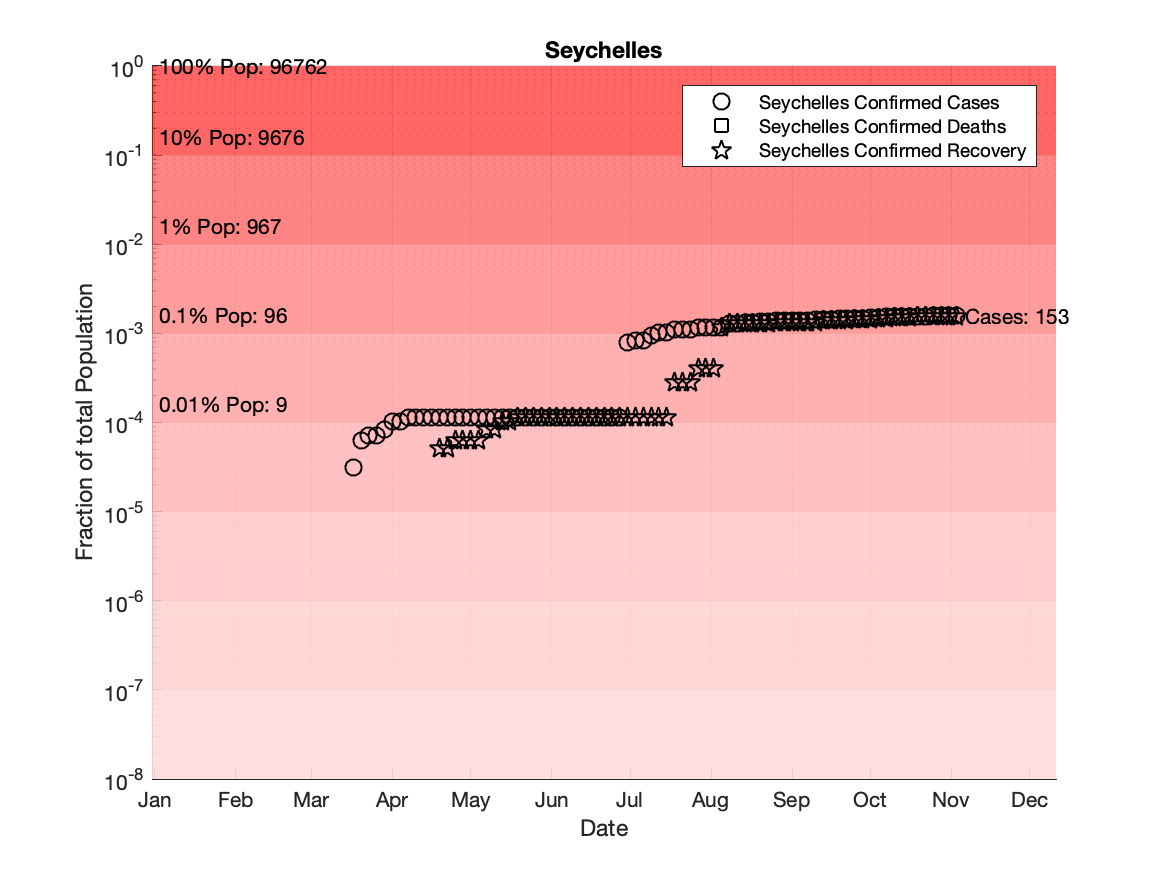 Seychelles
10^0
100% Pop: 96762
Seychelles Confirmed Cases
Seychelles Confirmed Deaths
Seychelles Confirmed Recovery
10% Pop: 9676
10^-1
1% Pop: 967
10^-2
0.1% Pop: 96
Cases: 153
10^-3
0.01% Pop: 9
10^-4
10^-5
10^-6
10^-7
10^-8
Fraction of total Population
Jan Feb Mar Apr May Jun Jul Aug Sep Oct Nov Dec
Date